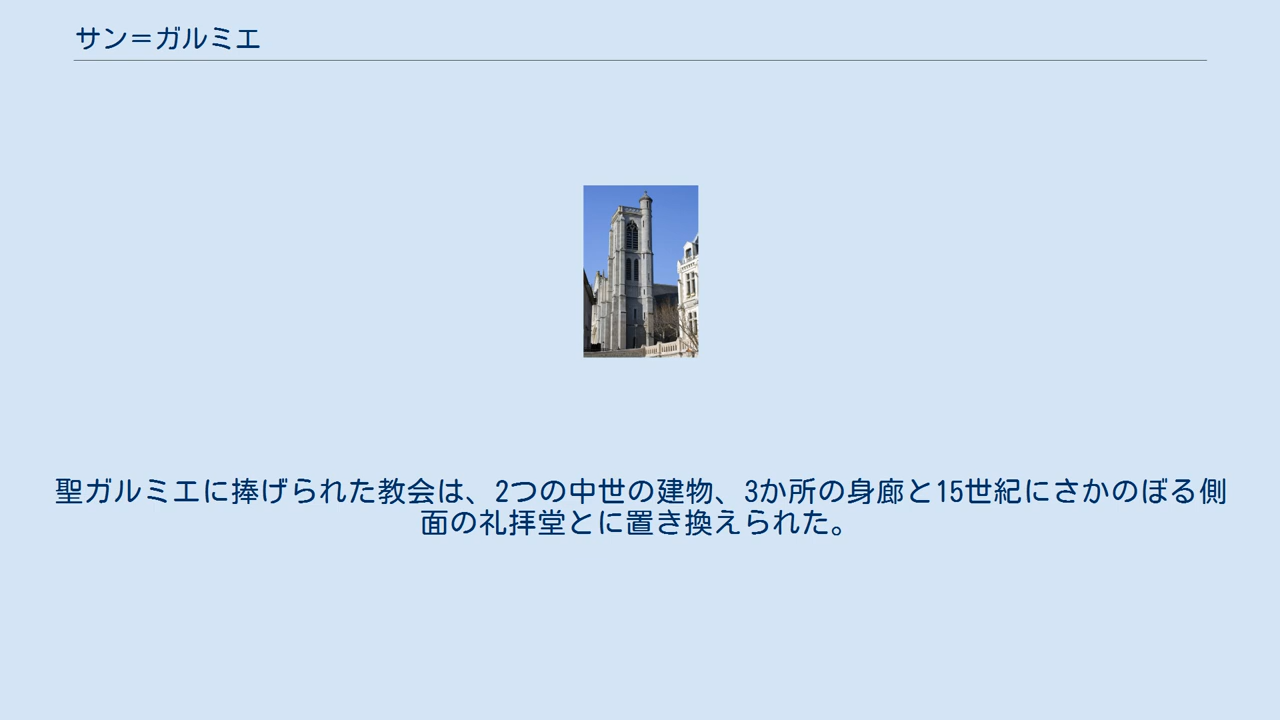 サン＝ガルミエ
聖ガルミエに捧げられた教会は、2つの中世の建物、3か所の身廊と15世紀にさかのぼる側
面の礼拝堂とに置き換えられた。